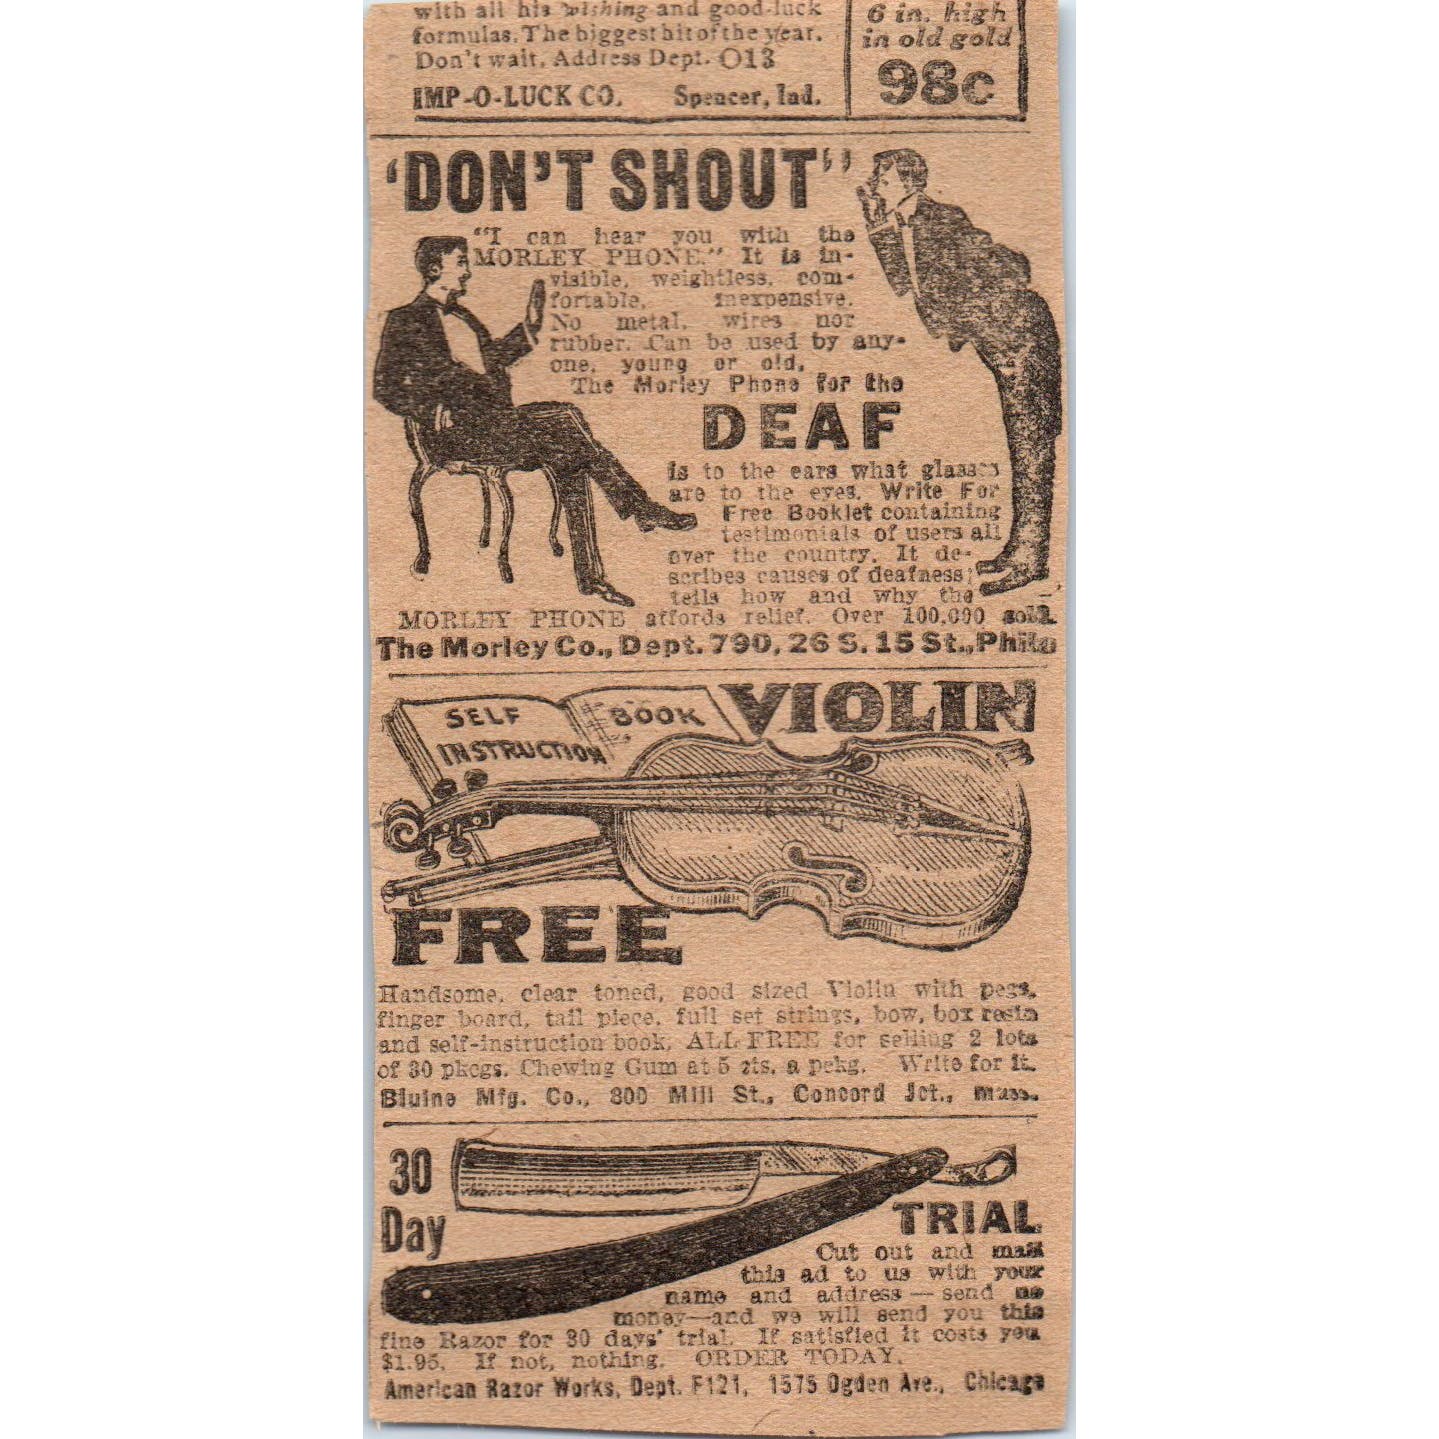 with all his wishing and good-luck
formulas. The biggest hit of the year.
Don't wait. Address Dept. O13
IMP-O-LUCK CO. Spencer, Ind.
6 in. high
in old gold
98c
"DON'T SHOUT"
"I can hear you with the
MORLEY PHONE." It is in-
visible, weightless, com-
fortable, inexpensive.
No metal, wires nor
rubber. Can be used by any-
one, young or old.
The Morley Phone for the
DEAF
is to the ears what glasses
are to the eyes. Write For
Free Booklet containing
testimonials of users all
over the country. It de-
scribes causes of deafness;
tells how and why the
MORLEY PHONE affords relief. Over 100,000 sold.
The Morley Co., Dept. 790, 26 S. 15 St., Phila
SELF
INSTRUCTION
BOOK
VIOLIN
FREE
Handsome, clear toned, good sized Violin with pegs,
finger board, tail piece, full set strings, bow, box resin
and self-instruction book. ALL FREE for selling 2 lots
of 30 pkcgs. Chewing Gum at 5 cts. a pckg. Write for it.
Bluine Mfg. Co., 800 Mill St., Concord Jct., Mass.
30
Day
TRIAL
Cut out and mail
this ad to us with your
name and address — send no
money—and we will send you this
fine Razor for 30 days' trial. If satisfied it costs you
$1.95. If not, nothing. ORDER TODAY.
American Razor Works, Dept. F121, 1575 Ogden Ave., Chicago